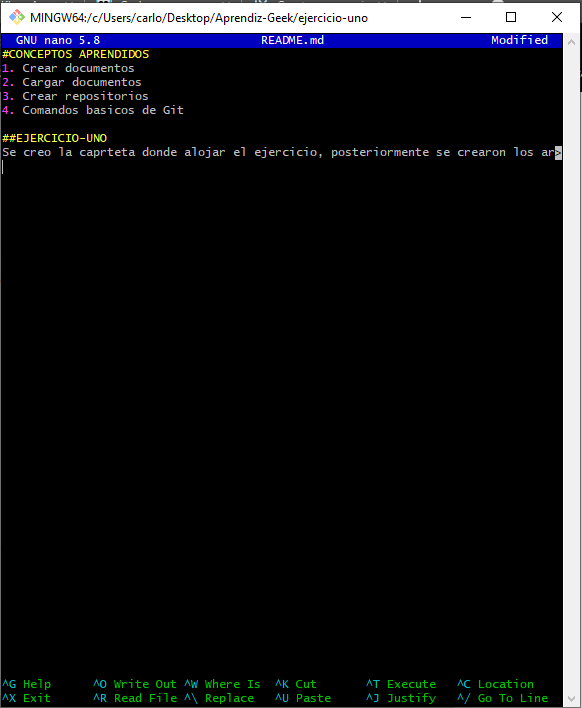 MINGW64:/c/Users/carlo/Desktop/Aprendiz-Geek/ejercicio-uno
GNU nano 5.8 README.md Modified
#CONCEPTOS APRENDIDOS
1. Crear documentos
2. Cargar documentos
3. Crear repositorios
4. Comandos basicos de Git
##EJERCICIO-UNO
Se creo la caprteta donde alojar el ejercicio, posteriormente se crearon los ar>
^G Help ^O Write Out ^W Where Is ^K Cut ^T Execute ^C Location
^X Exit ^R Read File ^\ Replace ^U Paste ^J Justify ^/ Go To Line